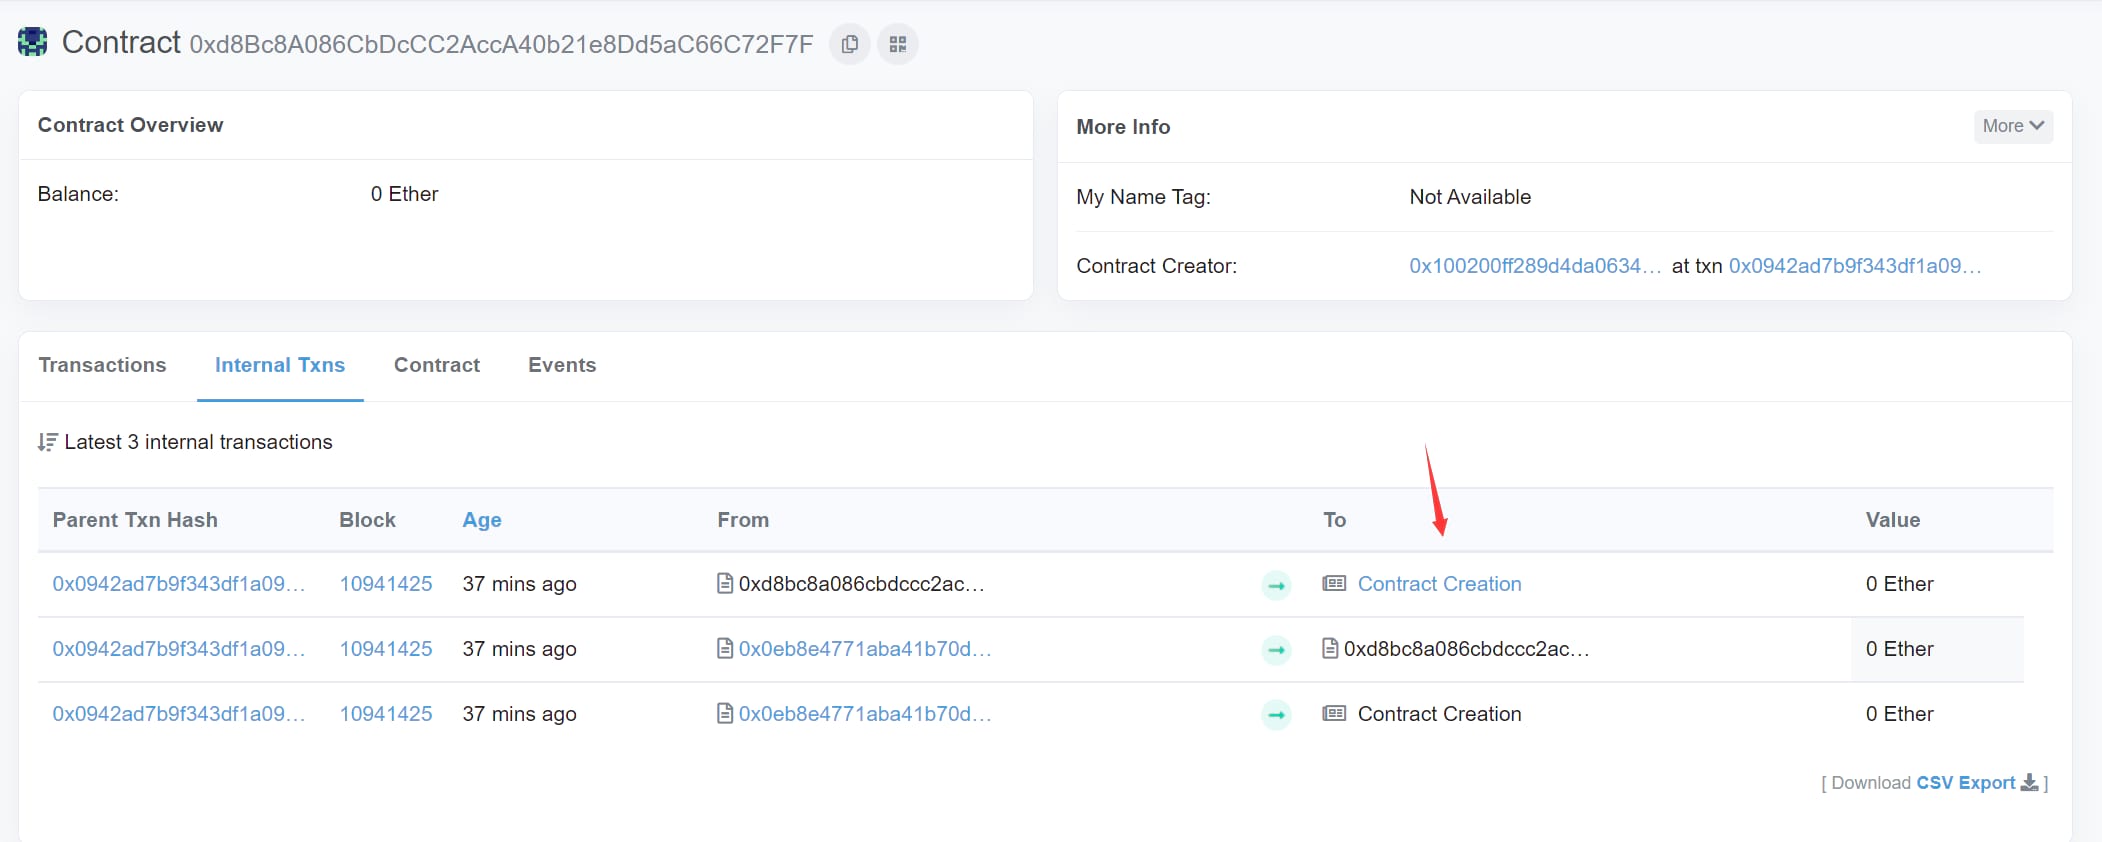 Contract 0xd8Bc8A086CbDcCC2AccA40b21e8Dd5aC66C72F7F
Contract Overview
Balance: 0 Ether
More Info
More
My Name Tag: Not Available
Contract Creator: 0x100200ff289d4da0634... at txn 0x0942ad7b9f343df1a09...
Transactions Internal Txns Contract Events
Latest 3 internal transactions
Parent Txn Hash Block Age From To Value
0x0942ad7b9f343df1a09... 10941425 37 mins ago 0xd8bc8a086cbdccc2ac... Contract Creation 0 Ether
0x0942ad7b9f343df1a09... 10941425 37 mins ago 0x0eb8e4771aba41b70d... 0xd8bc8a086cbdccc2ac... 0 Ether
0x0942ad7b9f343df1a09... 10941425 37 mins ago 0x0eb8e4771aba41b70d... Contract Creation 0 Ether
[ Download CSV Export ]